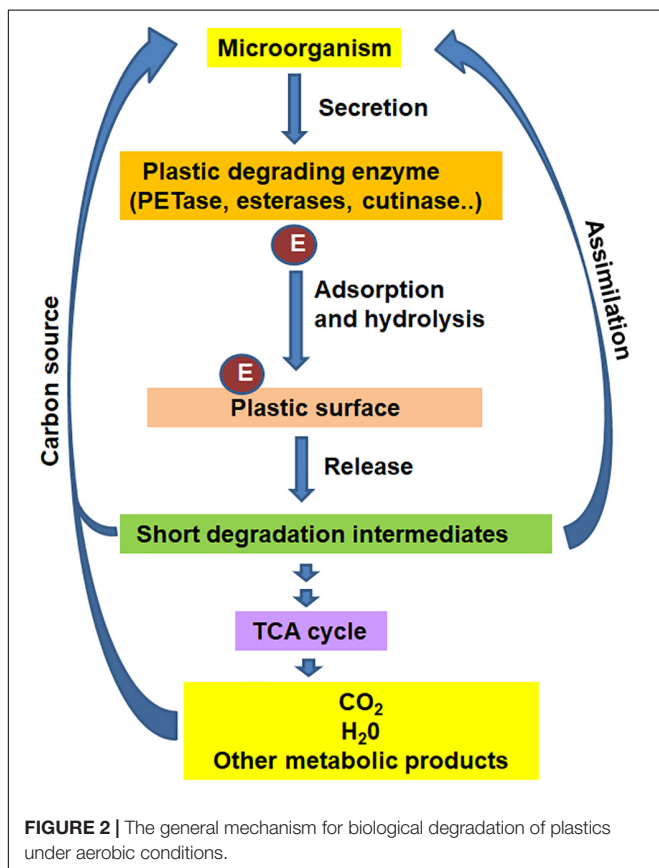 Microorganism
Secretion
Plastic degrading enzyme
(PETase, esterases, cutinase..)
E
Adsorption
and hydrolysis
E
Plastic surface
Release
Short degradation intermediates
TCA cycle
CO₂
H₂0
Other metabolic products
Carbon source
Assimilation
FIGURE 2 | The general mechanism for biological degradation of plastics
under aerobic conditions.